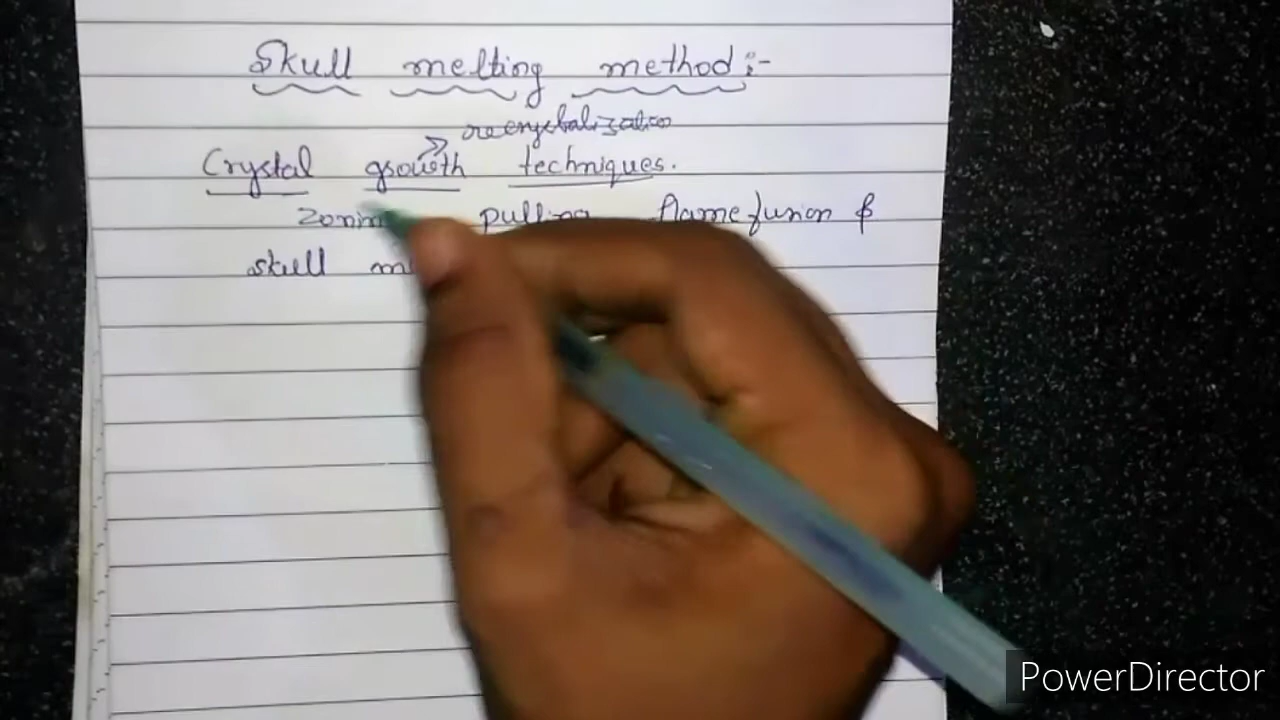 Skull melting method :-
recrystalization
Crystal growth techniques.
pulling flame fusion &
skull
PowerDirector